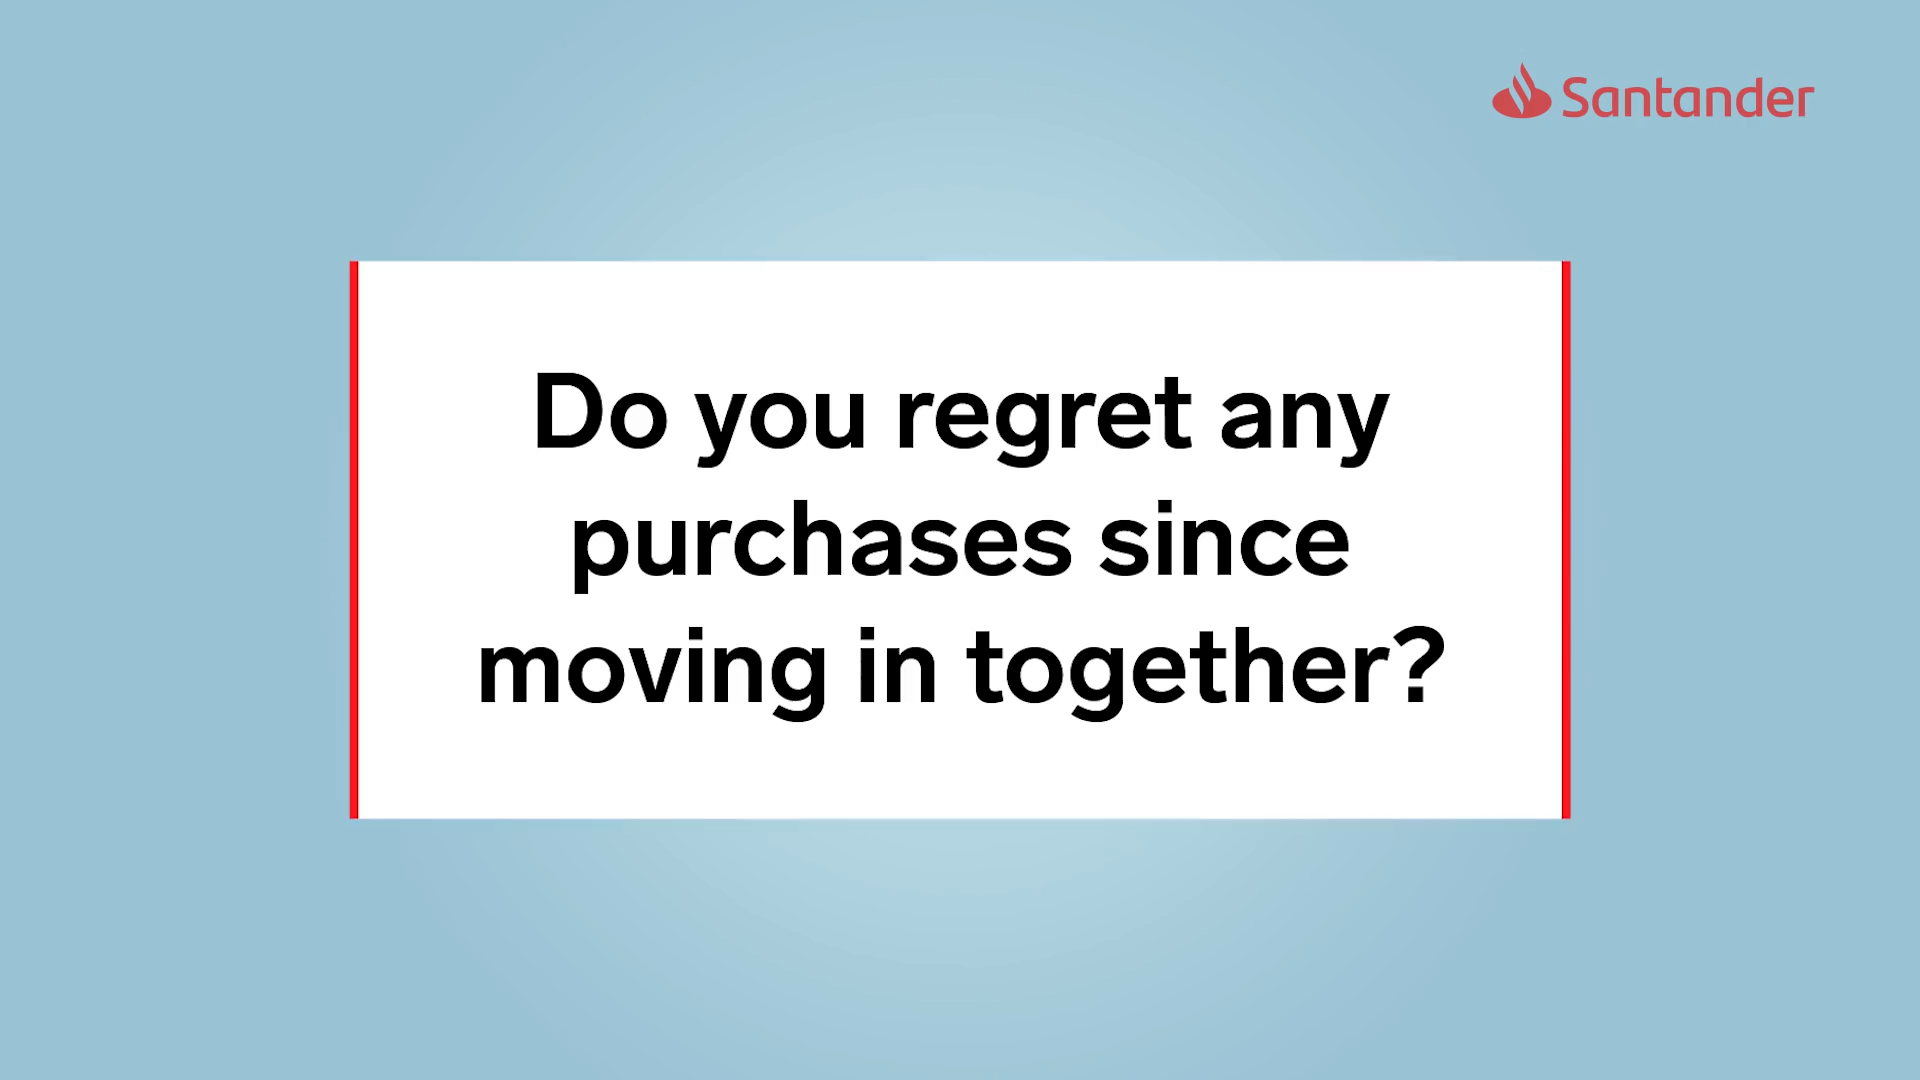 Santander
Do you regret any
purchases since
moving in together?